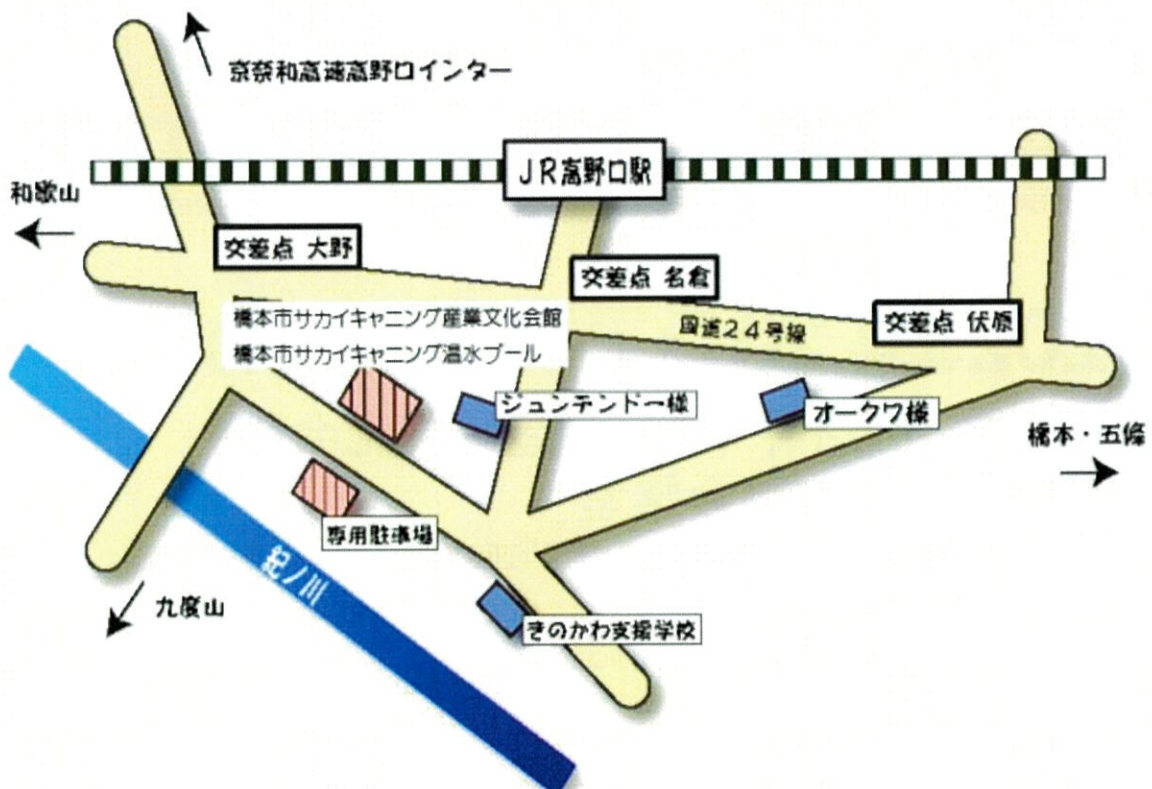 京奈和高速高野口インター
JR高野口駅
和歌山
交差点 大野
交差点 名倉
橋本市サカイキャニング産業文化会館
橋本市サカイキャニング温水プール
国道24号線
交差点 伏原
ジュンテンドー様
オークワ様
橋本・五條
専用駐車場
紀ノ川
九度山
きのかわ支援学校